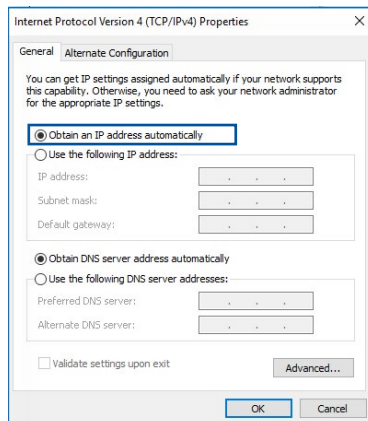 Internet Protocol Version 4 (TCP/IPv4) Properties
General
Alternate Configuration
You can get IP settings assigned automatically if your network supports
this capability. Otherwise, you need to ask your network administrator
for the appropriate IP settings.
Obtain an IP address automatically
Use the following IP address:
IP address:
Subnet mask:
Default gateway:
Obtain DNS server address automatically
Use the following DNS server addresses:
Preferred DNS server:
Alternate DNS server:
Validate settings upon exit
Advanced...
OK
Cancel